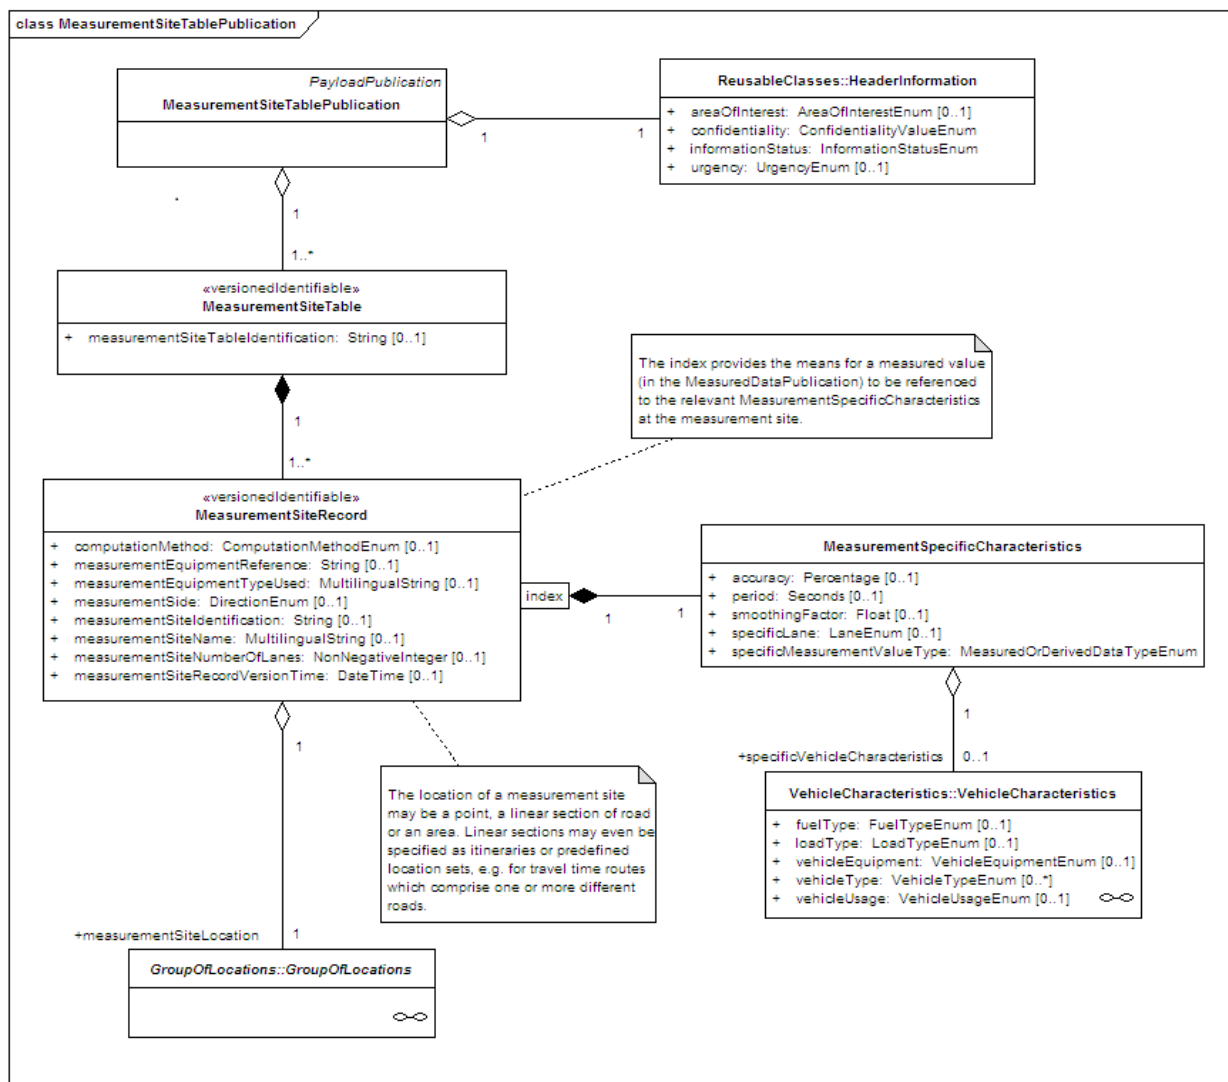 class MeasurementSiteTablePublication
PayloadPublication
MeasurementSiteTablePublication
ReusableClasses::HeaderInformation
+ areaOfInterest: AreaOfInterestEnum [0..1]
+ confidentiality: ConfidentialityValueEnum
+ informationStatus: InformationStatusEnum
+ urgency: UrgencyEnum [0..1]
1
1
1
1..*
«versionedIdentifiable»
MeasurementSiteTable
+ measurementSiteTableIdentification: String [0..1]
The index provides the means for a measured value
(in the MeasuredDataPublication) to be referenced
to the relevant MeasurementSpecificCharacteristics
at the measurement site.
1
1..*
«versionedIdentifiable»
MeasurementSiteRecord
+ computationMethod: ComputationMethodEnum [0..1]
+ measurementEquipmentReference: String [0..1]
+ measurementEquipmentTypeUsed: MultilingualString [0..1]
+ measurementSide: DirectionEnum [0..1]
+ measurementSiteIdentification: String [0..1]
+ measurementSiteName: MultilingualString [0..1]
+ measurementSiteNumberOfLanes: NonNegativeInteger [0..1]
+ measurementSiteRecordVersionTime: DateTime [0..1]
index
1
1
MeasurementSpecificCharacteristics
+ accuracy: Percentage [0..1]
+ period: Seconds [0..1]
+ smoothingFactor: Float [0..1]
+ specificLane: LaneEnum [0..1]
+ specificMeasurementValueType: MeasuredOrDerivedDataTypeEnum
1
1
+specificVehicleCharacteristics
0..1
The location of a measurement site
may be a point, a linear section of road
or an area. Linear sections may even be
specified as itineraries or predefined
location sets, e.g. for travel time routes
which comprise one or more different
roads.
VehicleCharacteristics::VehicleCharacteristics
+ fuelType: FuelTypeEnum [0..1]
+ loadType: LoadTypeEnum [0..1]
+ vehicleEquipment: VehicleEquipmentEnum [0..1]
+ vehicleType: VehicleTypeEnum [0..*]
+ vehicleUsage: VehicleUsageEnum [0..1]
+measurementSiteLocation
1
GroupOfLocations::GroupOfLocations